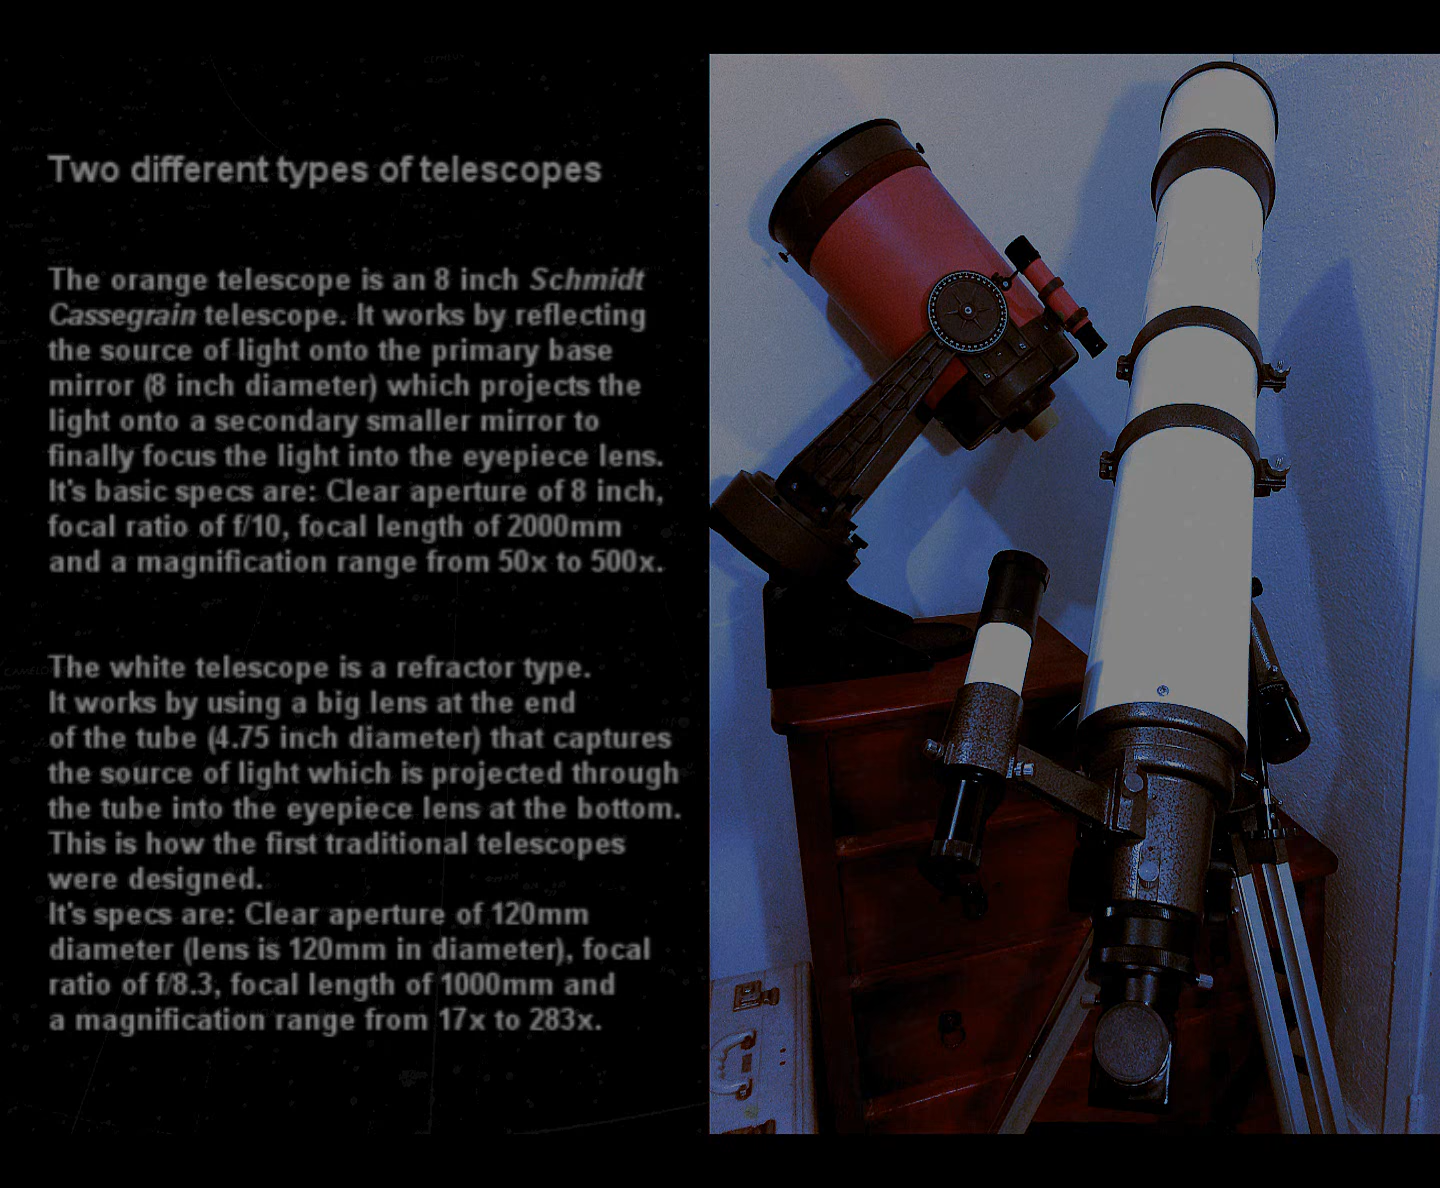 Two different types of telescopes
The orange telescope is an 8 inch Schmidt
Cassegrain telescope. It works by reflecting
the source of light onto the primary base
mirror (8 inch diameter) which projects the
light onto a secondary smaller mirror to
finally focus the light into the eyepiece lens.
It's basic specs are: Clear aperture of 8 inch,
focal ratio of f/10, focal length of 2000mm
and a magnification range from 50x to 500x.
The white telescope is a refractor type.
It works by using a big lens at the end
of the tube (4.75 inch diameter) that captures
the source of light which is projected through
the tube into the eyepiece lens at the bottom.
This is how the first traditional telescopes
were designed.
It's specs are: Clear aperture of 120mm
diameter (lens is 120mm in diameter), focal
ratio of f/8.3, focal length of 1000mm and
a magnification range from 17x to 283x.